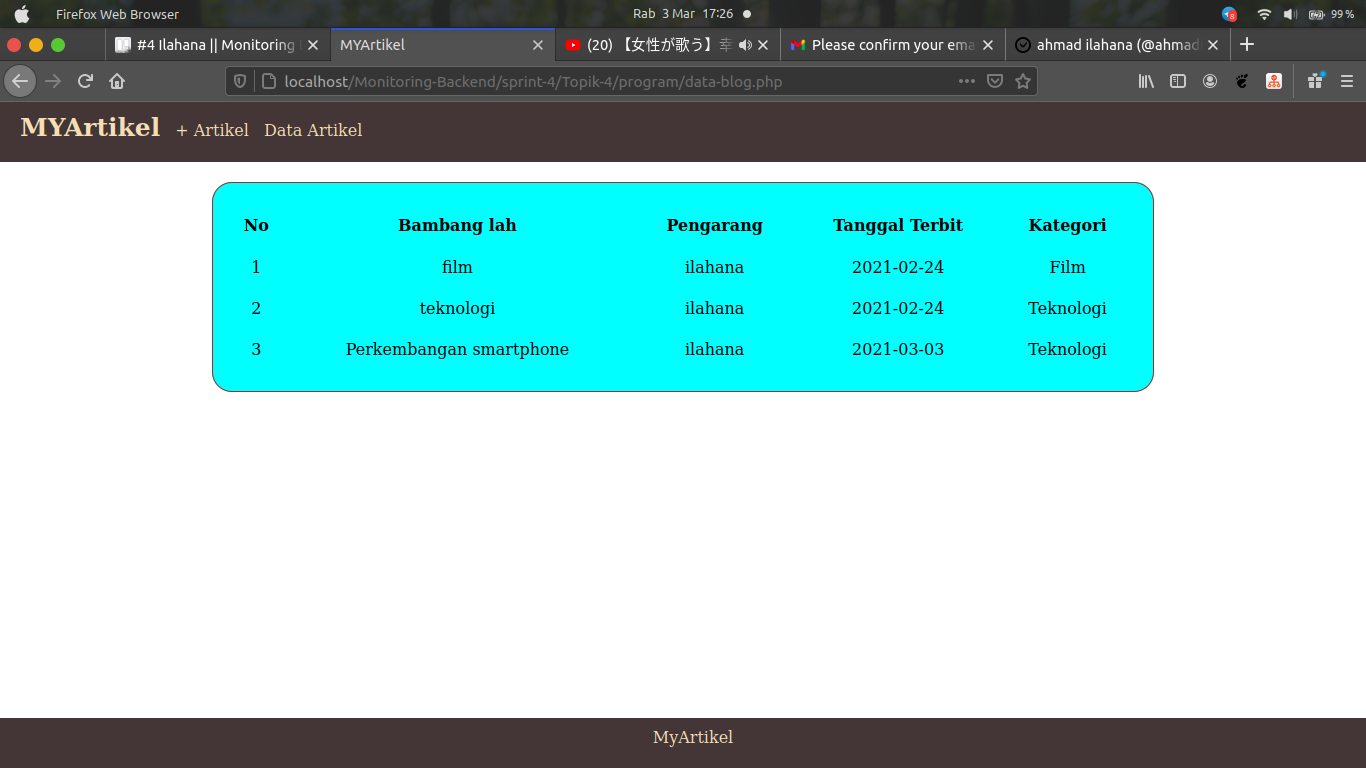 Firefox Web Browser Rab 3 Mar 17:26 99 %
#4 Ilahana || Monitoring MYArtikel (20) 【女性が歌う】幸 Please confirm your ema ahmad ilahana (@ahmad
localhost/Monitoring-Backend/sprint-4/Topik-4/program/data-blog.php
MYArtikel + Artikel Data Artikel
No Bambang lah Pengarang Tanggal Terbit Kategori
1 film ilahana 2021-02-24 Film
2 teknologi ilahana 2021-02-24 Teknologi
3 Perkembangan smartphone ilahana 2021-03-03 Teknologi
MyArtikel